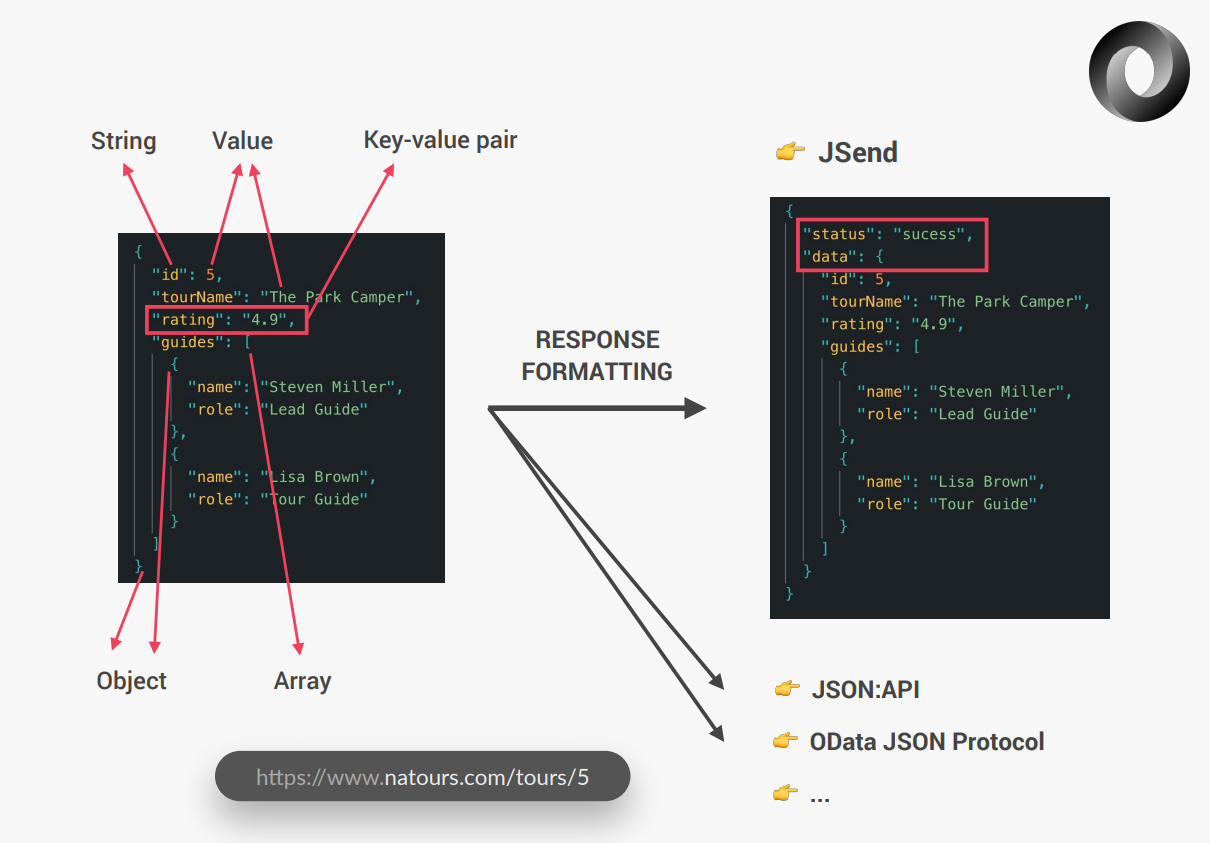 String Value Key-value pair
{
"id": 5,
"tourName": "The Park Camper",
"rating": "4.9",
"guides": [
{
"name": "Steven Miller",
"role": "Lead Guide"
},
{
"name": "Lisa Brown",
"role": "Tour Guide"
}
]
}
Object Array
https://www.natours.com/tours/5
RESPONSE
FORMATTING
JSend
{
"status": "sucess",
"data": {
"id": 5,
"tourName": "The Park Camper",
"rating": "4.9",
"guides": [
{
"name": "Steven Miller",
"role": "Lead Guide"
},
{
"name": "Lisa Brown",
"role": "Tour Guide"
}
]
}
}
JSON:API
OData JSON Protocol
...